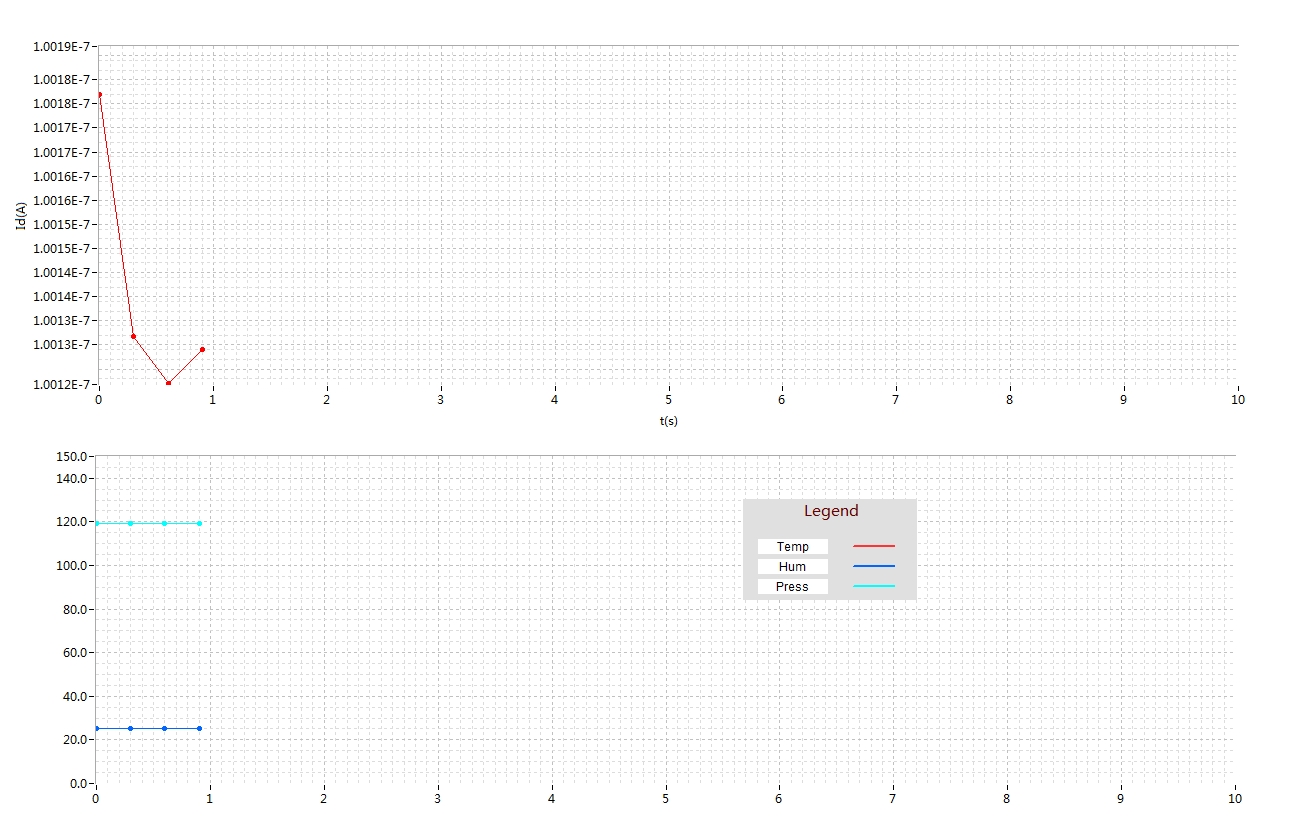 1.0019E-7
1.0018E-7
1.0018E-7
1.0017E-7
1.0017E-7
1.0016E-7
1.0016E-7
1.0015E-7
1.0015E-7
1.0014E-7
1.0014E-7
1.0013E-7
1.0013E-7
1.0012E-7
Id(A)
0 1 2 3 4 5 6 7 8 9 10
t(s)
150.0
140.0
120.0
100.0
80.0
60.0
40.0
20.0
0.0
Legend
Temp
Hum
Press
0 1 2 3 4 5 6 7 8 9 10